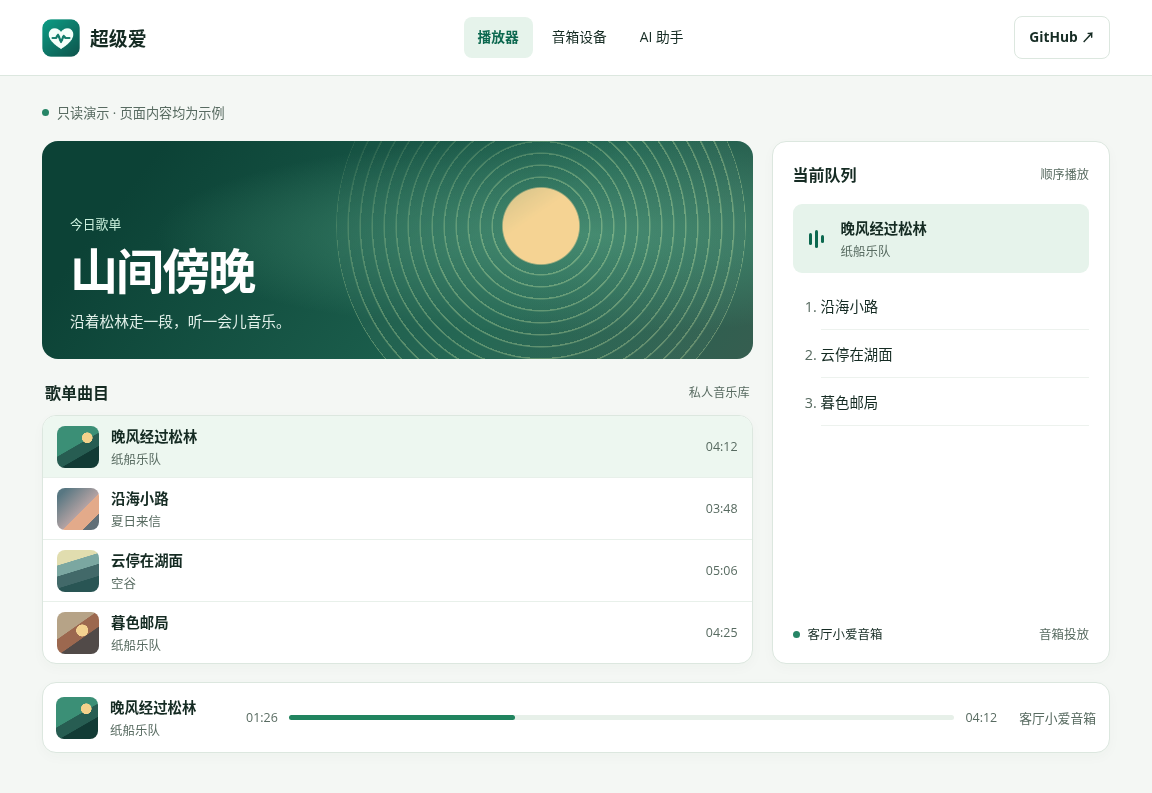 超级爱
播放器
音箱设备
AI 助手
GitHub ↗
只读演示 · 页面内容均为示例
今日歌单
山间傍晚
沿着松林走一段，听一会儿音乐。
歌单曲目
私人音乐库
晚风经过松林
纸船乐队
04:12
沿海小路
夏日来信
03:48
云停在湖面
空谷
05:06
暮色邮局
纸船乐队
04:25
当前队列
顺序播放
晚风经过松林
纸船乐队
1. 沿海小路
2. 云停在湖面
3. 暮色邮局
客厅小爱音箱
音箱投放
晚风经过松林
纸船乐队
01:26
04:12
客厅小爱音箱